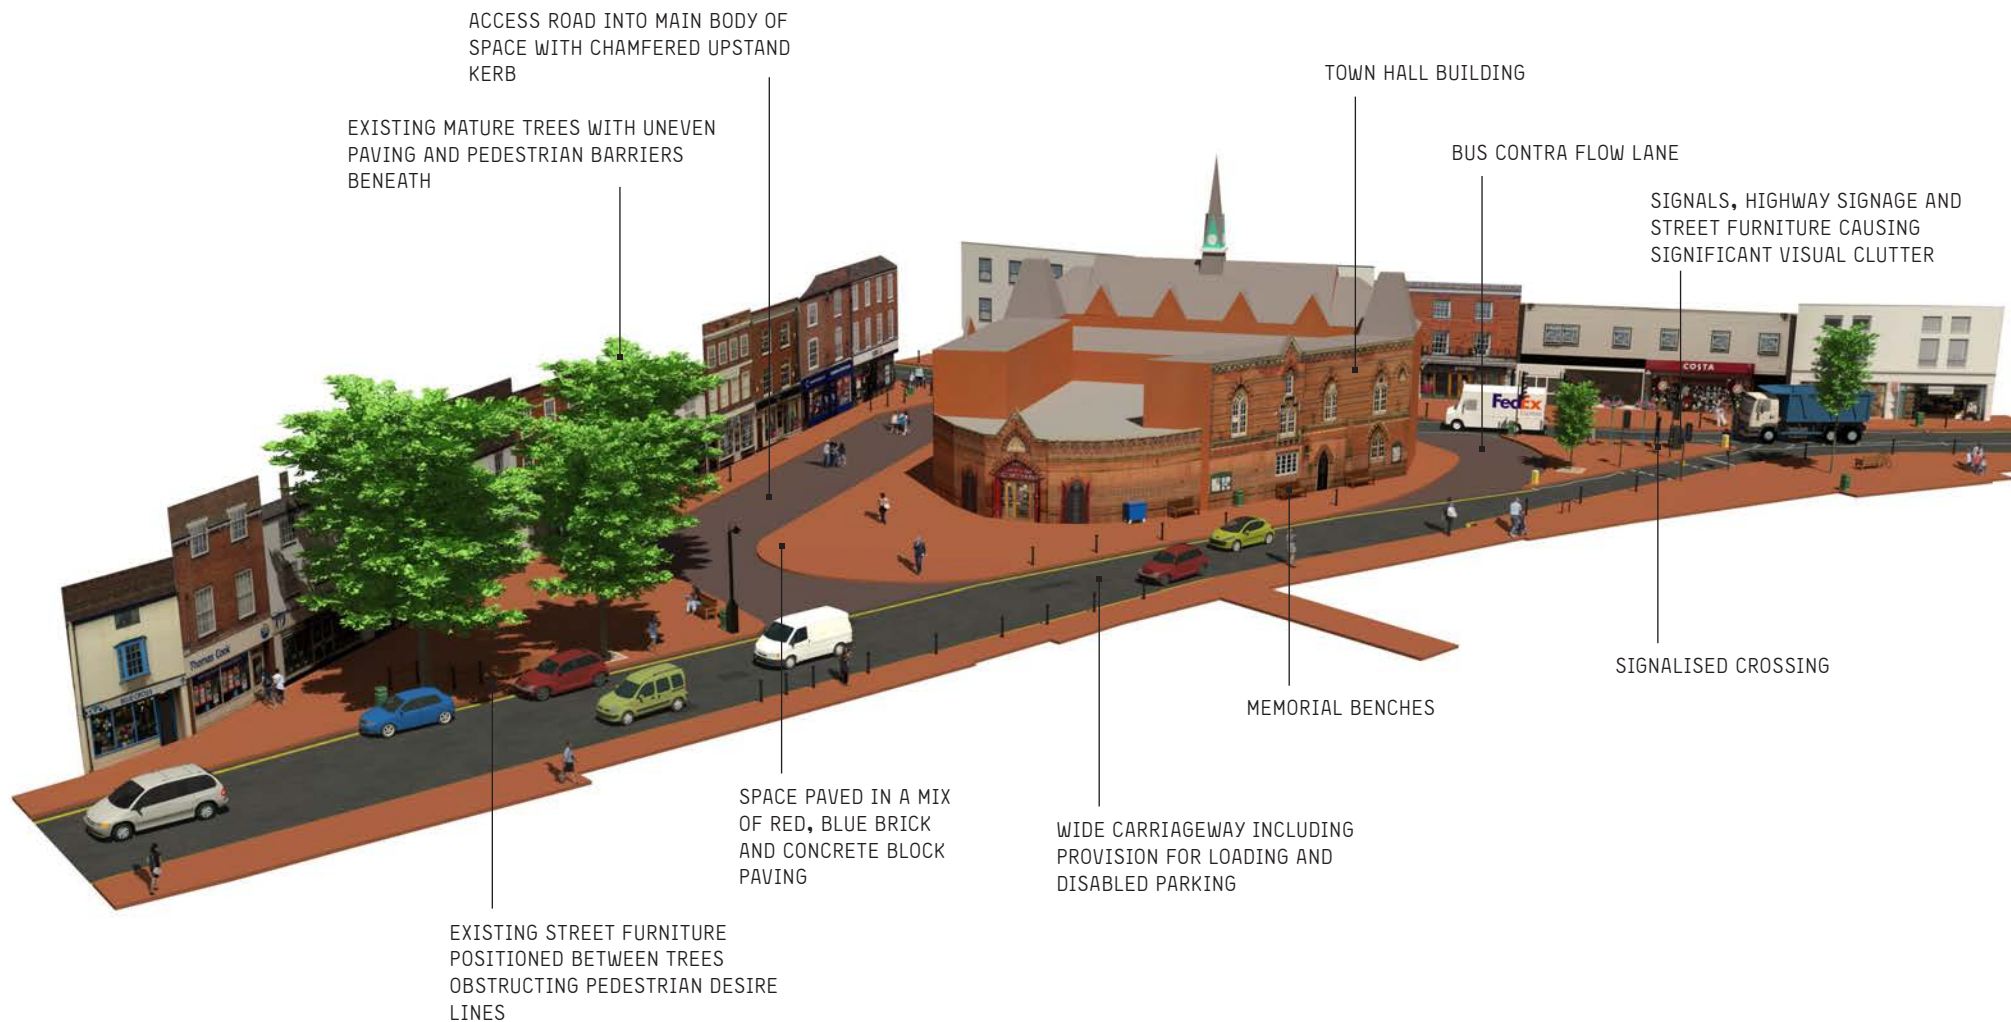 ACCESS ROAD INTO MAIN BODY OF
SPACE WITH CHAMFERED UPSTAND
KERB
TOWN HALL BUILDING
EXISTING MATURE TREES WITH UNEVEN
PAVING AND PEDESTRIAN BARRIERS
BENEATH
BUS CONTRA FLOW LANE
SIGNALS, HIGHWAY SIGNAGE AND
STREET FURNITURE CAUSING
SIGNIFICANT VISUAL CLUTTER
COSTA
FedEx
Thomas Cook
SIGNALISED CROSSING
MEMORIAL BENCHES
SPACE PAVED IN A MIX
OF RED, BLUE BRICK
AND CONCRETE BLOCK
PAVING
WIDE CARRIAGEWAY INCLUDING
PROVISION FOR LOADING AND
DISABLED PARKING
EXISTING STREET FURNITURE
POSITIONED BETWEEN TREES
OBSTRUCTING PEDESTRIAN DESIRE
LINES